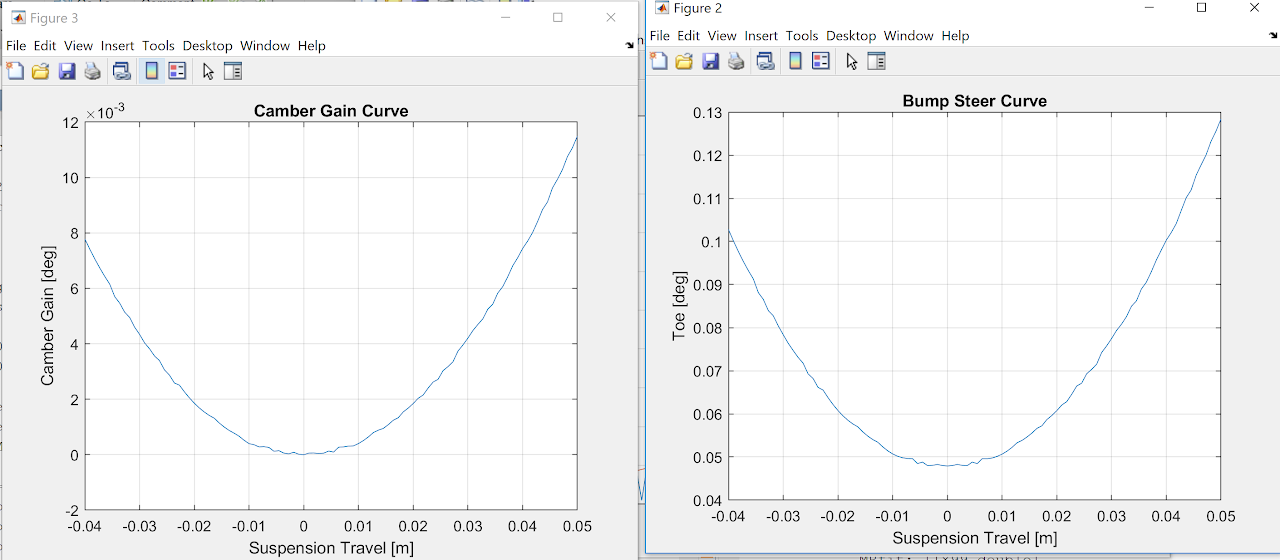 Figure 3
File Edit View Insert Tools Desktop Window Help
Camber Gain Curve
×10-3
12
10
8
6
4
2
0
-2
Camber Gain [deg]
-0.04 -0.03 -0.02 -0.01 0 0.01 0.02 0.03 0.04 0.05
Suspension Travel [m]
Figure 2
File Edit View Insert Tools Desktop Window Help
Bump Steer Curve
0.13
0.12
0.11
0.1
0.09
0.08
0.07
0.06
0.05
0.04
Toe [deg]
-0.04 -0.03 -0.02 -0.01 0 0.01 0.02 0.03 0.04 0.05
Suspension Travel [m]